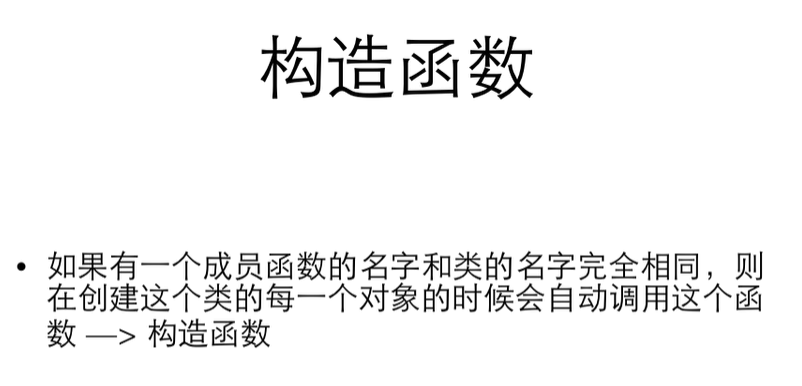 构造函数
• 如果有一个成员函数的名字和类的名字完全相同，则
在创建这个类的每一个对象的时候会自动调用这个函
数 —> 构造函数